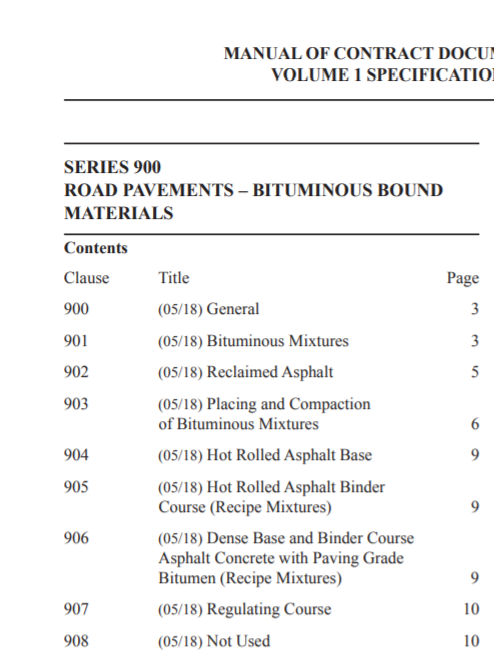 MANUAL OF CONTRACT
VOLUME 1
SERIES 900
ROAD PAVEMENTS – BITUMINOUS BOUND
MATERIALS
Contents
Clause Title Page
900 (05/18) General 3
901 (05/18) Bituminous Mixtures 3
902 (05/18) Reclaimed Asphalt 5
903 (05/18) Placing and Compaction
of Bituminous Mixtures 6
904 (05/18) Hot Rolled Asphalt Base 9
905 (05/18) Hot Rolled Asphalt Binder
Course (Recipe Mixtures) 9
906 (05/18) Dense Base and Binder Course
Asphalt Concrete with Paving Grade
Bitumen (Recipe Mixtures) 9
907 (05/18) Regulating Course 10
908 (05/18) Not Used 10